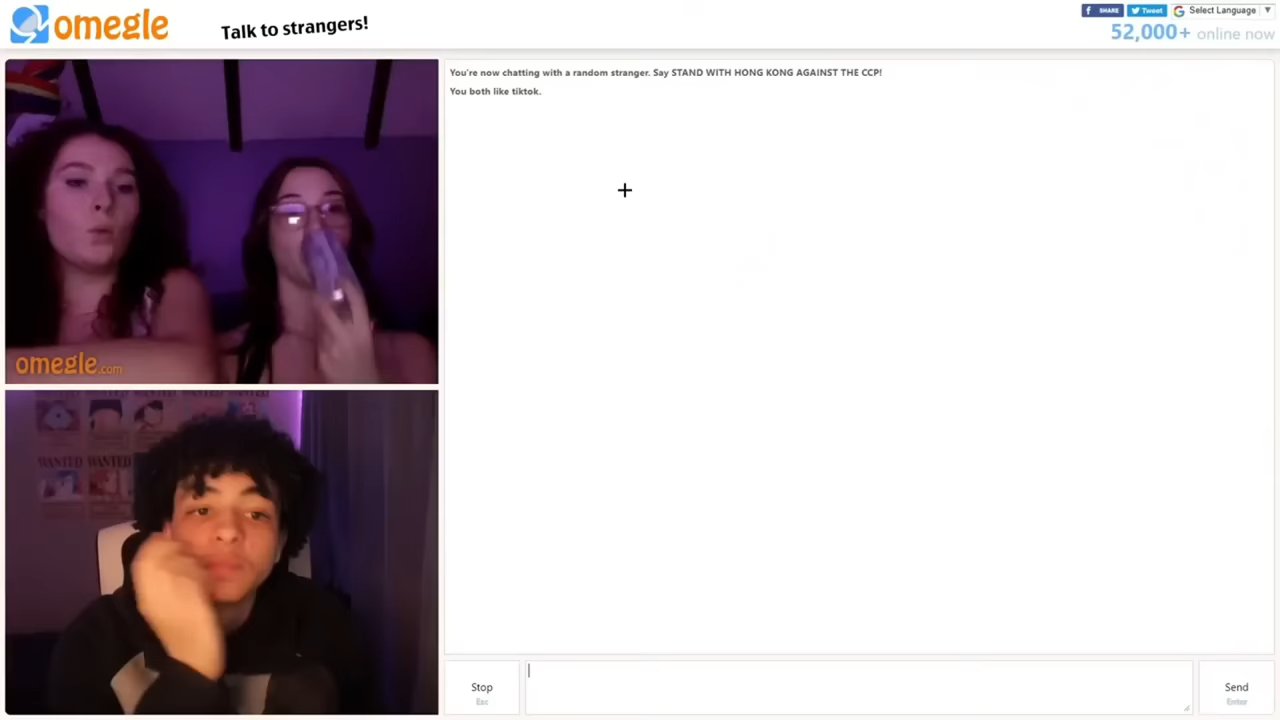 omegle
Talk to strangers!
SHARE
Tweet
Select Language ▼
52,000+ online now
You're now chatting with a random stranger. Say STAND WITH HONG KONG AGAINST THE CCP!
You both like tiktok.
omegle.com
WANTED WANTED
Stop
Esc
Send
Enter